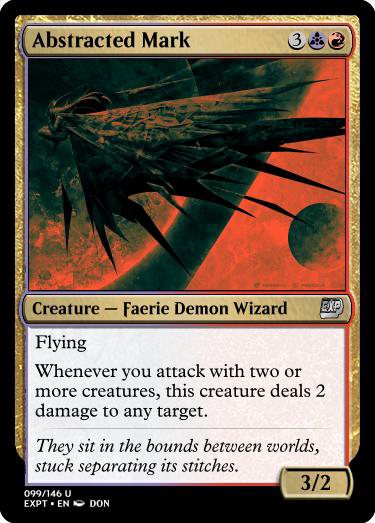 Abstracted Mark 3
Creature — Faerie Demon Wizard EXP
Flying
Whenever you attack with two or
more creatures, this creature deals 2
damage to any target.
They sit in the bounds between worlds,
stuck separating its stitches.
3/2
099/146 U
EXPT • EN DON